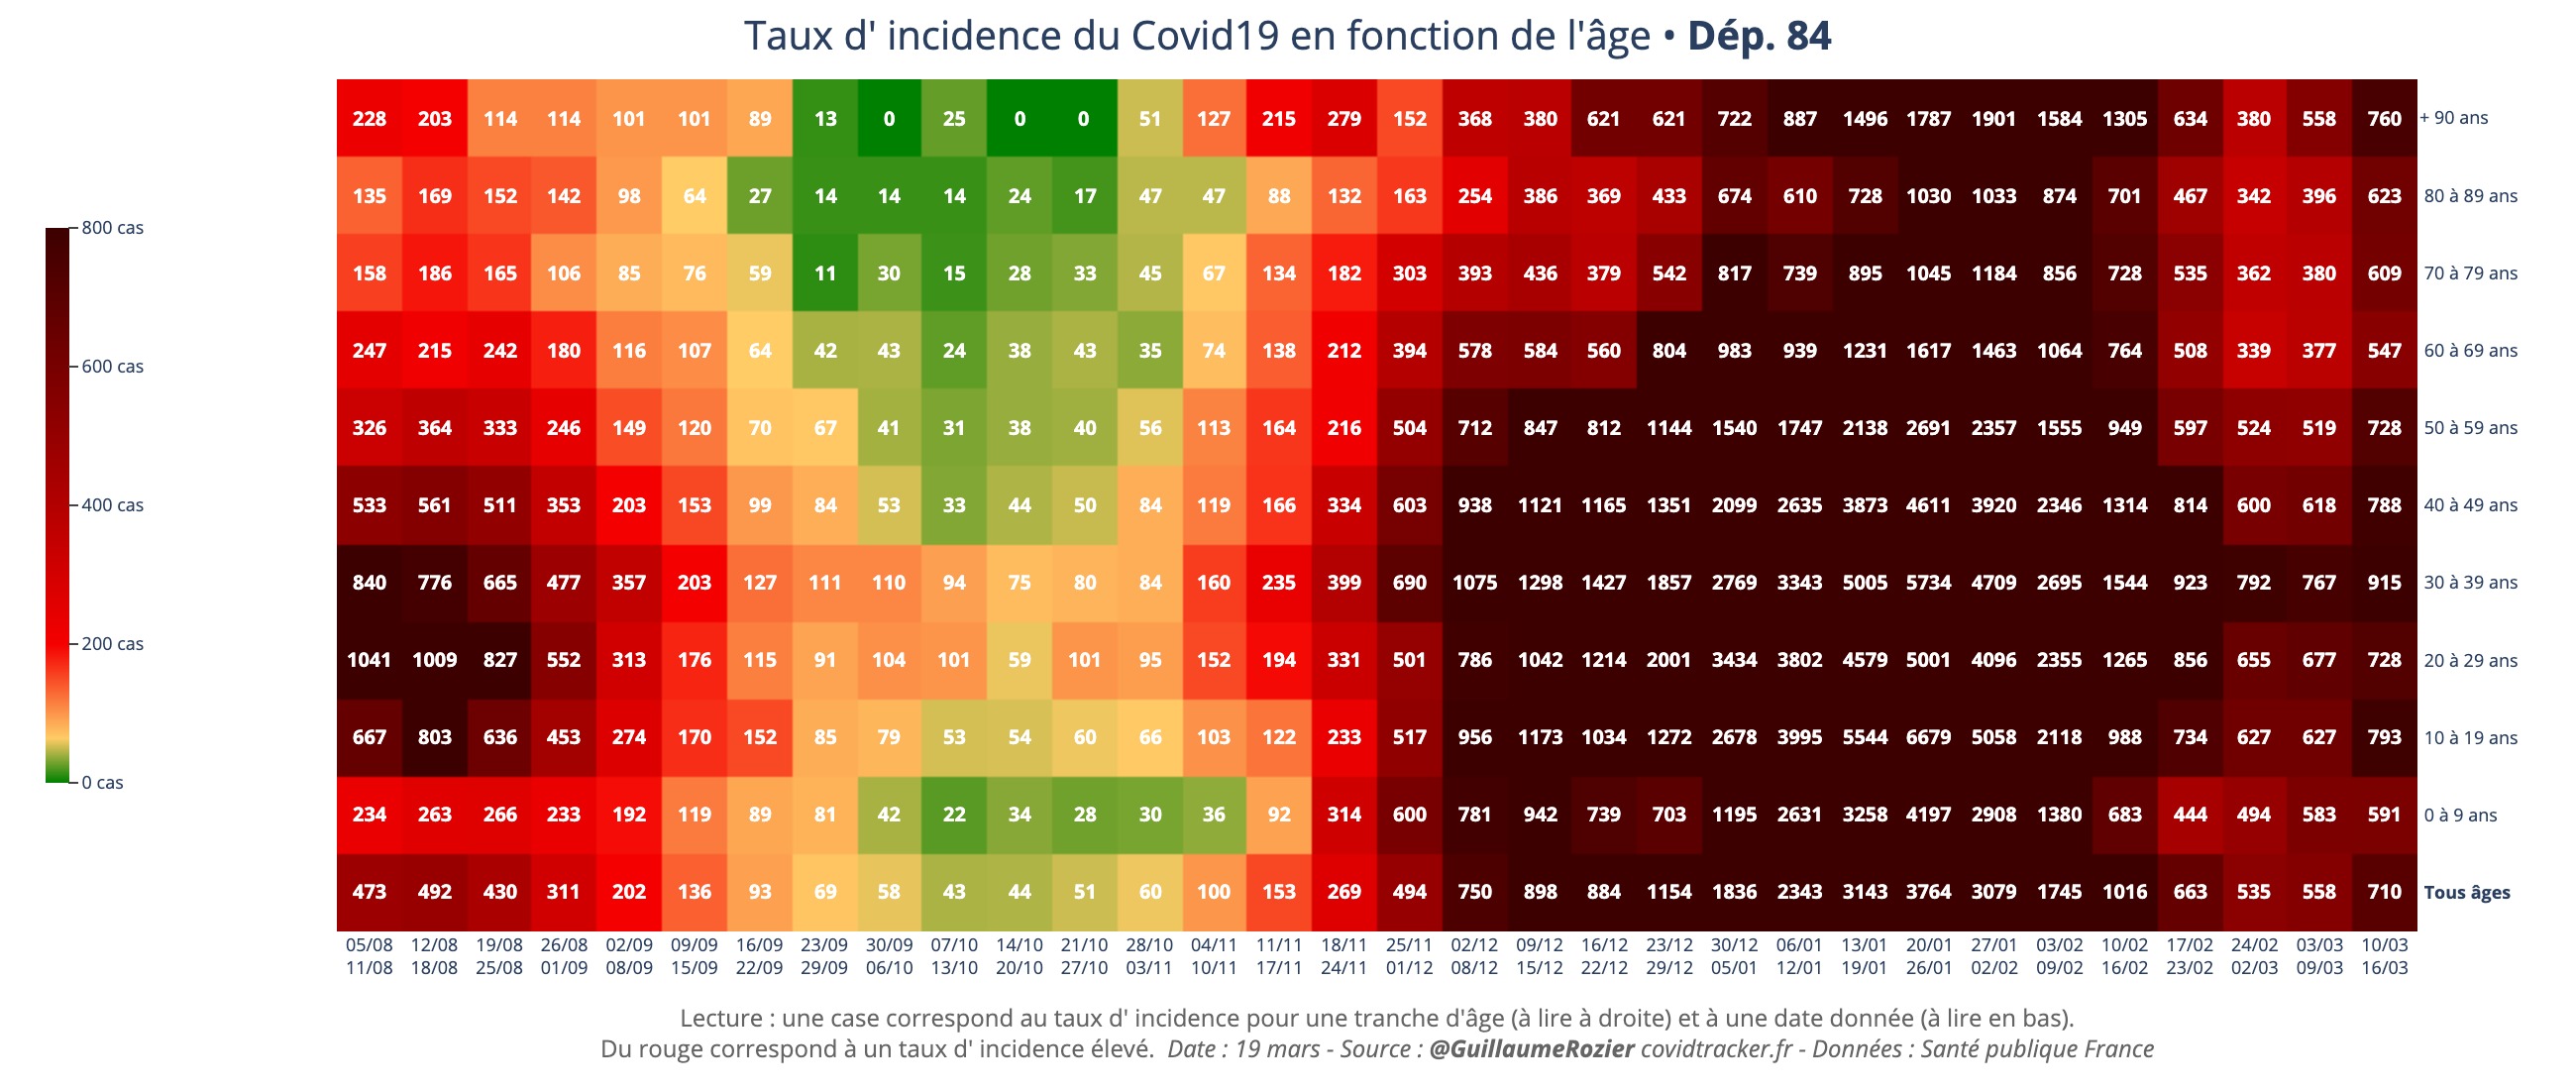 Taux d' incidence du Covid19 en fonction de l'âge • Dép. 84
800 cas
600 cas
400 cas
200 cas
0 cas
228 203 114 114 101 101 89 13 0 25 0 0 51 127 215 279 152 368 380 621 621 722 887 1496 1787 1901 1584 1305 634 380 558 760 + 90 ans
135 169 152 142 98 64 27 14 14 14 24 17 47 47 88 132 163 254 386 369 433 674 610 728 1030 1033 874 701 467 342 396 623 80 à 89 ans
158 186 165 106 85 76 59 11 30 15 28 33 45 67 134 182 303 393 436 379 542 817 739 895 1045 1184 856 728 535 362 380 609 70 à 79 ans
247 215 242 180 116 107 64 42 43 24 38 43 35 74 138 212 394 578 584 560 804 983 939 1231 1617 1463 1064 764 508 339 377 547 60 à 69 ans
326 364 333 246 149 120 70 67 41 31 38 40 56 113 164 216 504 712 847 812 1144 1540 1747 2138 2691 2357 1555 949 597 524 519 728 50 à 59 ans
533 561 511 353 203 153 99 84 53 33 44 50 84 119 166 334 603 938 1121 1165 1351 2099 2635 3873 4611 3920 2346 1314 814 600 618 788 40 à 49 ans
840 776 665 477 357 203 127 111 110 94 75 80 84 160 235 399 690 1075 1298 1427 1857 2769 3343 5005 5734 4709 2695 1544 923 792 767 915 30 à 39 ans
1041 1009 827 552 313 176 115 91 104 101 59 101 95 152 194 331 501 786 1042 1214 2001 3434 3802 4579 5001 4096 2355 1265 856 655 677 728 20 à 29 ans
667 803 636 453 274 170 152 85 79 53 54 60 66 103 122 233 517 956 1173 1034 1272 2678 3995 5544 6679 5058 2118 988 734 627 627 793 10 à 19 ans
234 263 266 233 192 119 89 81 42 22 34 28 30 36 92 314 600 781 942 739 703 1195 2631 3258 4197 2908 1380 683 444 494 583 591 0 à 9 ans
473 492 430 311 202 136 93 69 58 43 44 51 60 100 153 269 494 750 898 884 1154 1836 2343 3143 3764 3079 1745 1016 663 535 558 710 Tous âges
05/08 12/08 19/08 26/08 02/09 09/09 16/09 23/09 30/09 07/10 14/10 21/10 28/10 04/11 11/11 18/11 25/11 02/12 09/12 16/12 23/12 30/12 06/01 13/01 20/01 27/01 03/02 10/02 17/02 24/02 03/03 10/03
11/08 18/08 25/08 01/09 08/09 15/09 22/09 29/09 06/10 13/10 20/10 27/10 03/11 10/11 17/11 24/11 01/12 08/12 15/12 22/12 29/12 05/01 12/01 19/01 26/01 02/02 09/02 16/02 23/02 02/03 09/03 16/03
Lecture : une case correspond au taux d' incidence pour une tranche d'âge (à lire à droite) et à une date donnée (à lire en bas).
Du rouge correspond à un taux d' incidence élevé. Date : 19 mars - Source : @GuillaumeRozier covidtracker.fr - Données : Santé publique France